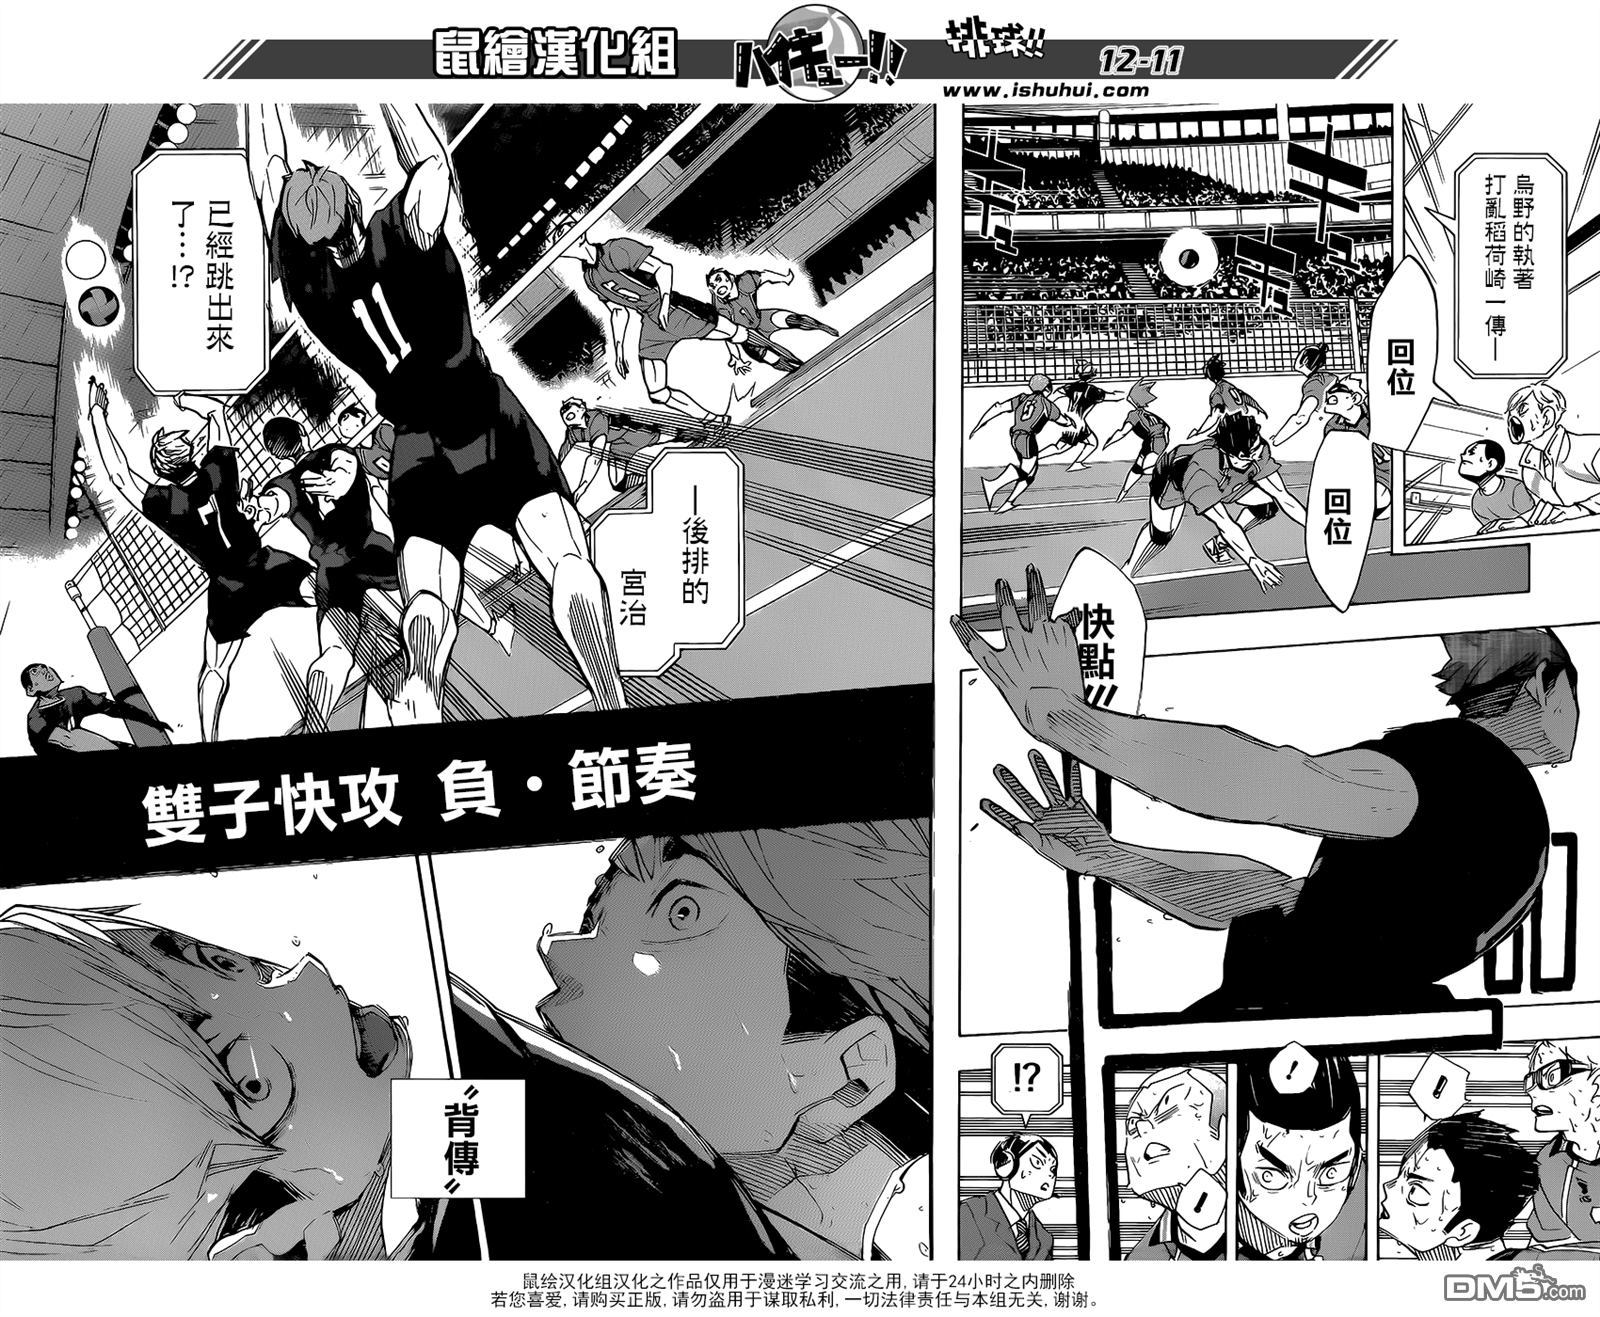 鼠繪漢化組
ハイキュー!!
排球!!
12-11
www.ishuhui.com
烏野的執著
打亂稻荷崎一傳—
回位
回位
快點!!
キュ
キュ
!?
!
!
!
!
已經跳出來
了…!?
—後排的
宮治
7
11
雙子快攻 負・節奏
〝背傳〟
鼠绘汉化组汉化之作品仅用于漫迷学习交流之用,请于24小时之内删除
若您喜爱,请购买正版,请勿盗用于谋取私利,一切法律责任与本组无关,谢谢。
DM5.com